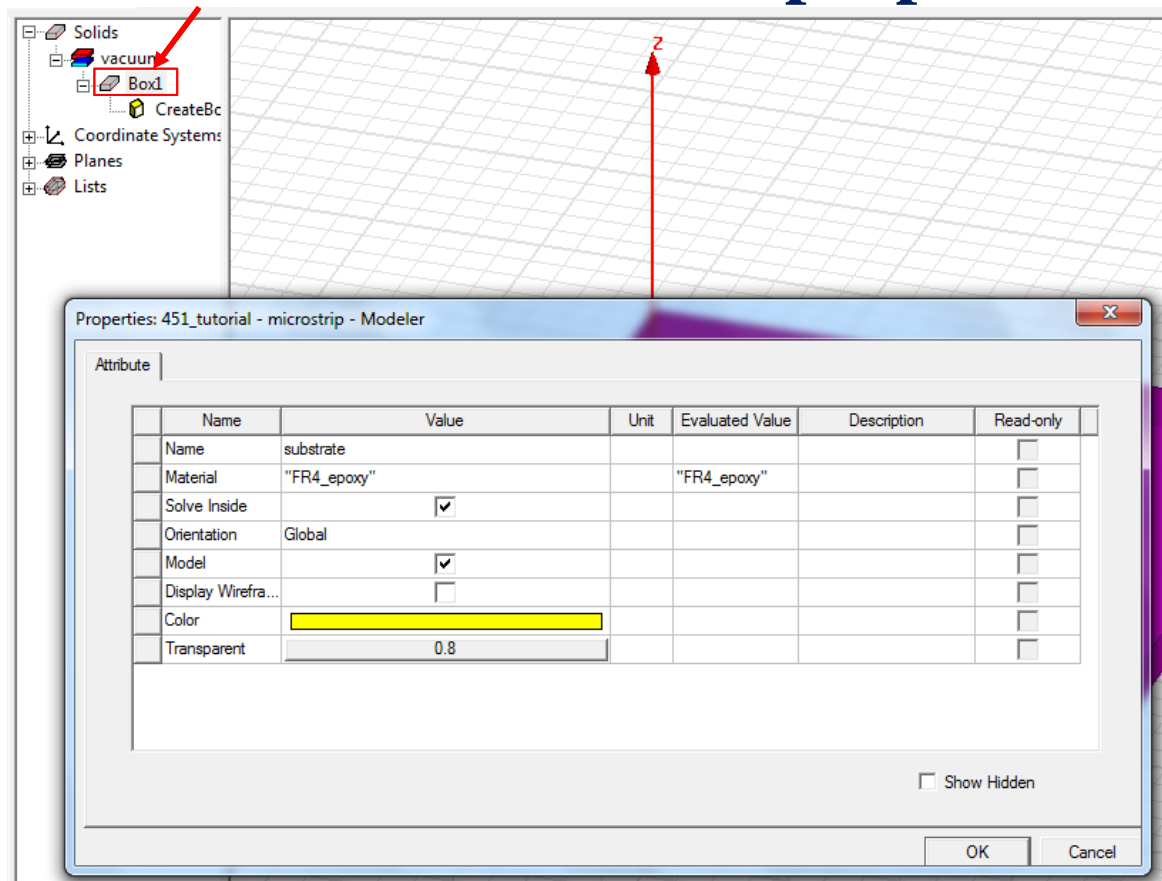 Solids
vacuum
Box1
CreateBo
Coordinate Systems
Planes
Lists
Z
Properties: 451_tutorial - microstrip - Modeler
Attribute
Name Value Unit Evaluated Value Description Read-only
Name substrate
Material "FR4_epoxy" "FR4_epoxy"
Solve Inside
Orientation Global
Model
Display Wirefra...
Color
Transparent 0.8
Show Hidden
OK Cancel